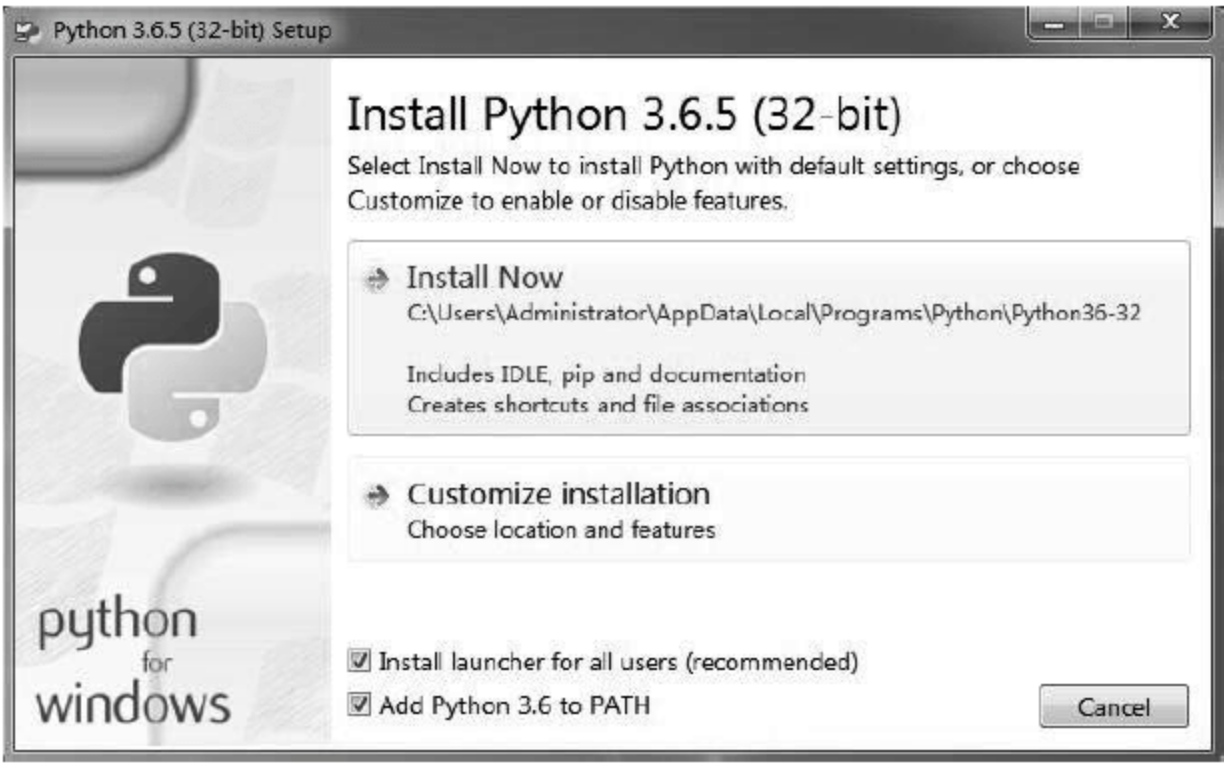 Python 3.6.5 (32-bit) Setup
Install Python 3.6.5 (32-bit)
Select Install Now to install Python with default settings, or choose
Customize to enable or disable features.
Install Now
C:\Users\Administrator\AppData\Local\Programs\Python\Python36-32
Includes IDLE, pip and documentation
Creates shortcuts and file associations
Customize installation
Choose location and features
python
for
windows
Install launcher for all users (recommended)
Add Python 3.6 to PATH
Cancel